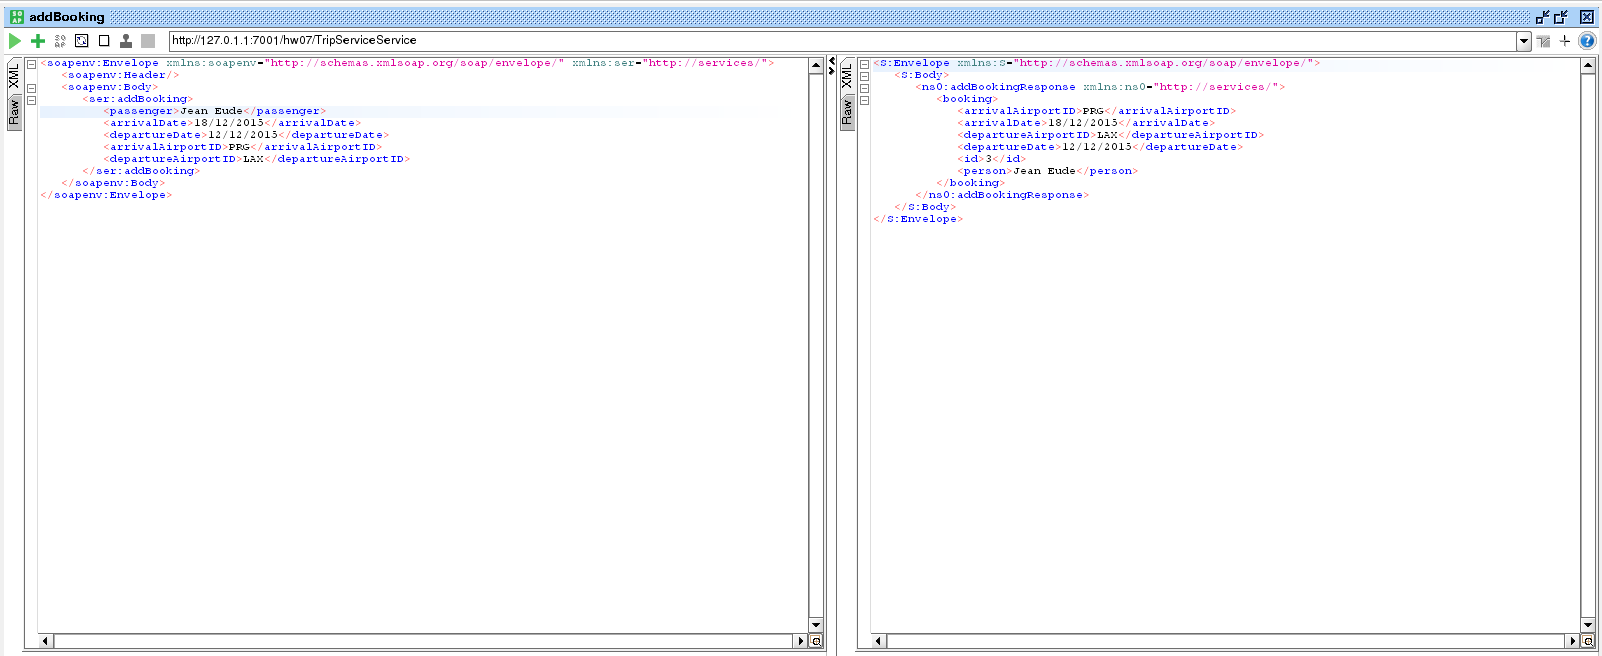 addBooking
http://127.0.1.1:7001/hw07/TripServiceService
XML
Raw
<soapenv:Envelope xmlns:soapenv="http://schemas.xmlsoap.org/soap/envelope/" xmlns:ser="http://services/">
<soapenv:Header/>
<soapenv:Body>
<ser:addBooking>
<passenger>Jean Eude</passenger>
<arrivalDate>18/12/2015</arrivalDate>
<departureDate>12/12/2015</departureDate>
<arrivalAirportID>PRG</arrivalAirportID>
<departureAirportID>LAX</departureAirportID>
</ser:addBooking>
</soapenv:Body>
</soapenv:Envelope>
XML
Raw
<S:Envelope xmlns:S="http://schemas.xmlsoap.org/soap/envelope/">
<S:Body>
<ns0:addBookingResponse xmlns:ns0="http://services/">
<booking>
<arrivalAirportID>PRG</arrivalAirportID>
<arrivalDate>18/12/2015</arrivalDate>
<departureAirportID>LAX</departureAirportID>
<departureDate>12/12/2015</departureDate>
<id>3</id>
<person>Jean Eude</person>
</booking>
</ns0:addBookingResponse>
</S:Body>
</S:Envelope>